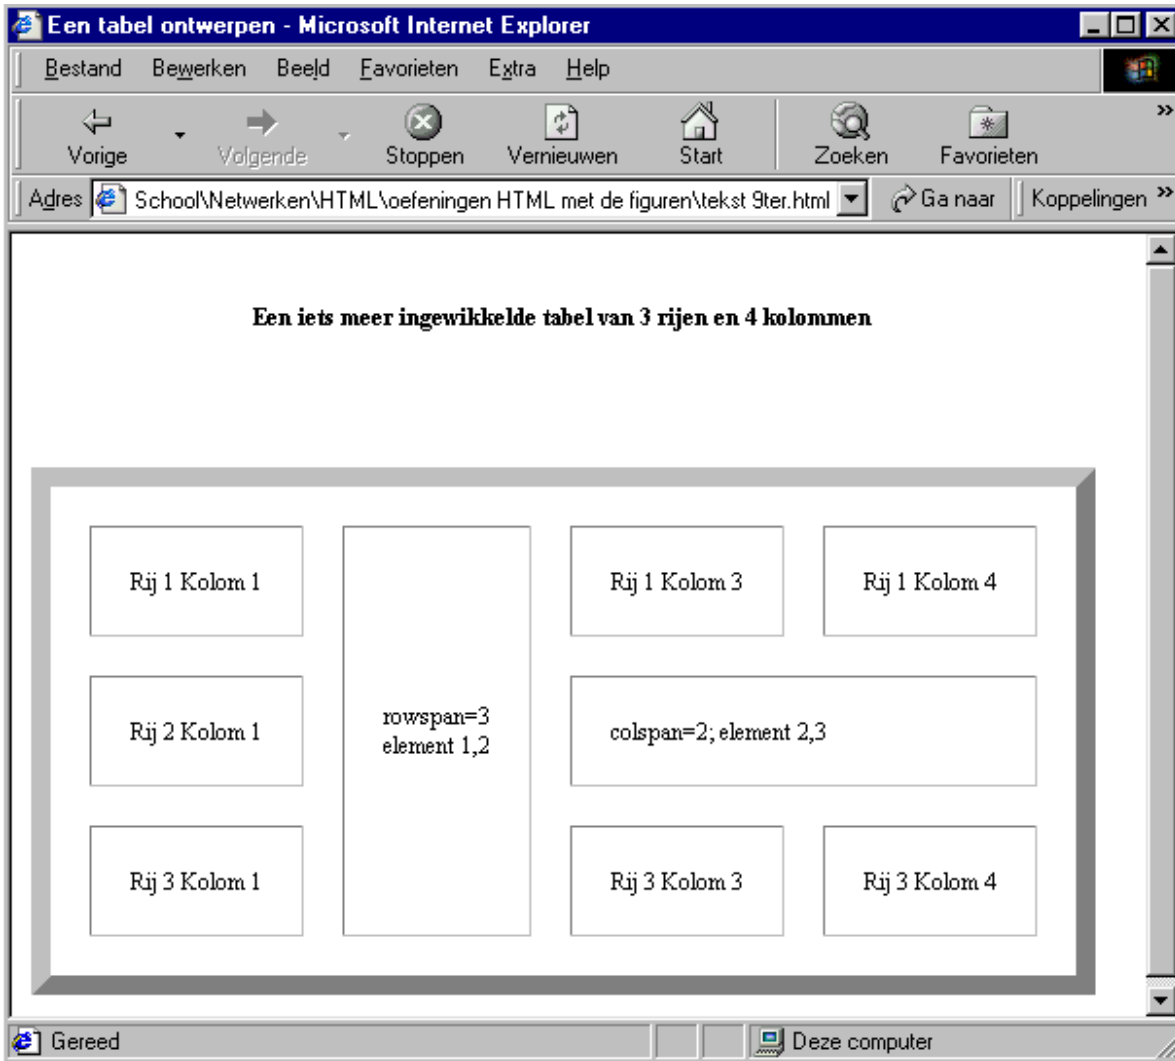 Een tabel ontwerpen - Microsoft Internet Explorer
Bestand Bewerken Beeld Favorieten Extra Help
Vorige Volgende Stoppen Vernieuwen Start Zoeken Favorieten »
Adres School\Netwerken\HTML\oefeningen HTML met de figuren\tekst 9ter.html Ga naar Koppelingen »
Een iets meer ingewikkelde tabel van 3 rijen en 4 kolommen
Rij 1 Kolom 1
rowspan=3
element 1,2
Rij 1 Kolom 3
Rij 1 Kolom 4
Rij 2 Kolom 1
colspan=2; element 2,3
Rij 3 Kolom 1
Rij 3 Kolom 3
Rij 3 Kolom 4
Gereed
Deze computer